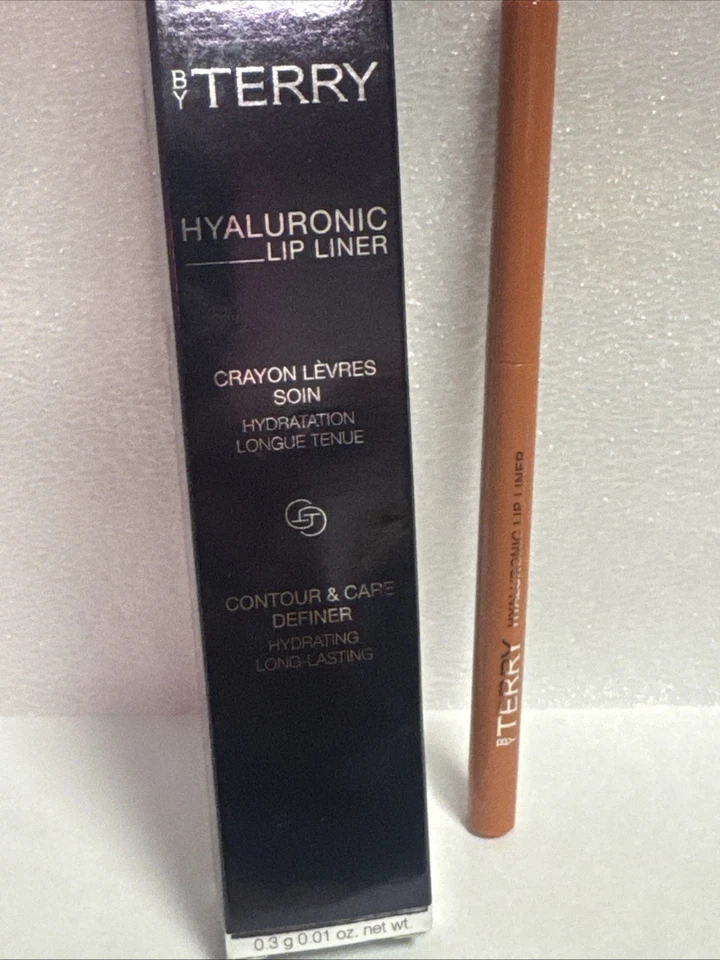 BY TERRY
HYALURONIC
LIP LINER
CRAYON LÈVRES
SOIN
HYDRATATION
LONGUE TENUE
CONTOUR & CARE
DEFINER
HYDRATING
LONG-LASTING
0.3 g 0.01 oz. net wt.
BY TERRY HYALURONIC LIP LINER